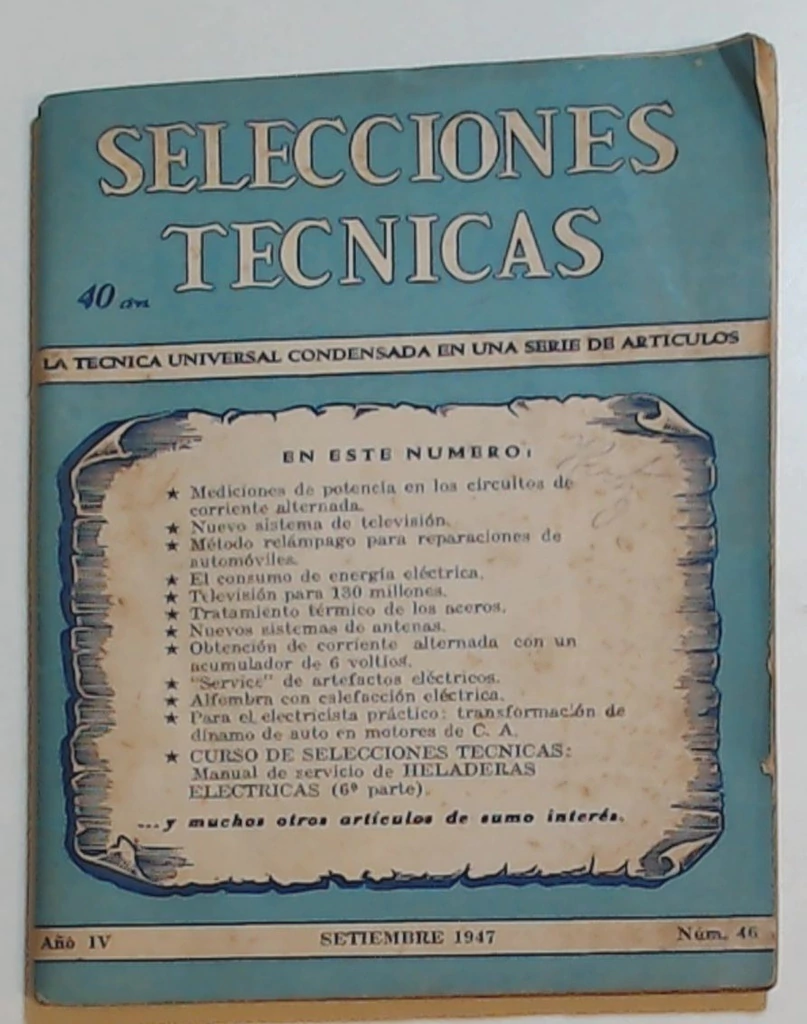 SELECCIONES
TECNICAS
40
LA TECNICA UNIVERSAL CONDENSADA EN UNA SERIE DE ARTICULOS
EN ESTE NUMERO:
★ Mediciones de potencia en los circuitos de
corriente alternada.
★ Nuevo sistema de televisión.
★ Método relámpago para reparaciones de
automóviles.
★ El consumo de energía eléctrica.
★ Televisión para 130 millones.
★ Tratamiento térmico de los aceros.
★ Nuevos sistemas de antenas.
★ Obtención de corriente alternada con un
acumulador de 6 voltios.
★ "Service" de artefactos eléctricos.
★ Alfombra con calefacción eléctrica.
★ Para el electricista práctico: transformación de
dínamo de auto en motores de C. A.
★ CURSO DE SELECCIONES TECNICAS:
Manual de servicio de HELADERAS
ELECTRICAS (6ª parte).
...y muchos otros artículos de sumo interés.
Año IV SETIEMBRE 1947 Núm. 46